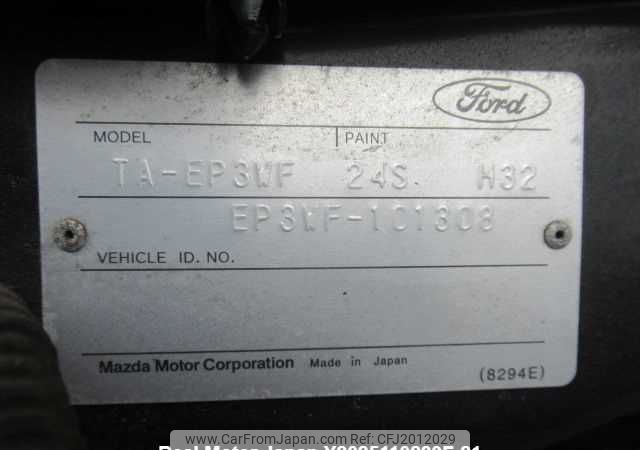 Ford
MODEL PAINT
TA-EP3WF 24S H32
EP3WF-101308
VEHICLE ID. NO.
Mazda Motor Corporation Made in Japan
(8294E)
www.CarFromJapan.com | CFJ2012029